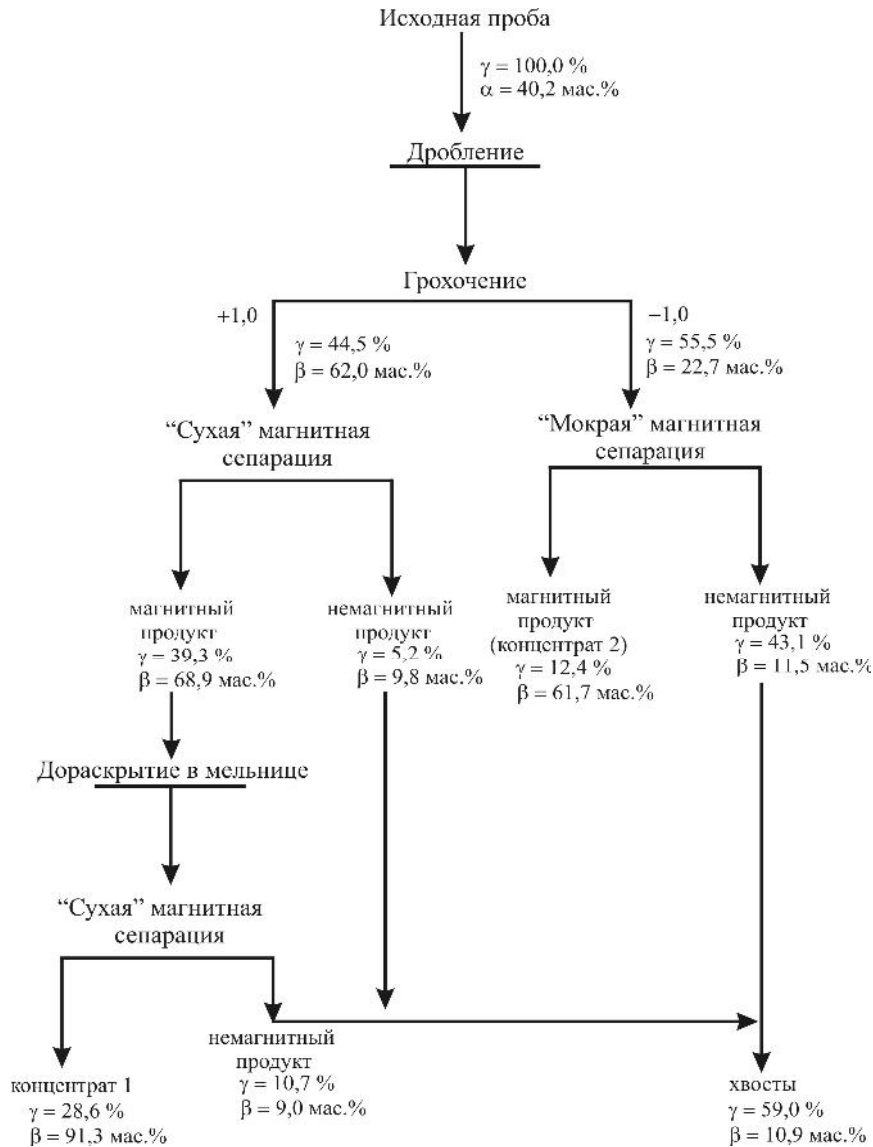 Исходная проба
γ = 100,0 %
α = 40,2 мас.%
Дробление
Грохочение
+1,0
γ = 44,5 %
β = 62,0 мас.%
−1,0
γ = 55,5 %
β = 22,7 мас.%
“Сухая” магнитная
сепарация
“Мокрая” магнитная
сепарация
магнитный
продукт
γ = 39,3 %
β = 68,9 мас.%
немагнитный
продукт
γ = 5,2 %
β = 9,8 мас.%
магнитный
продукт
(концентрат 2)
γ = 12,4 %
β = 61,7 мас.%
немагнитный
продукт
γ = 43,1 %
β = 11,5 мас.%
Дораскрытие в мельнице
“Сухая” магнитная
сепарация
концентрат 1
γ = 28,6 %
β = 91,3 мас.%
немагнитный
продукт
γ = 10,7 %
β = 9,0 мас.%
хвосты
γ = 59,0 %
β = 10,9 мас.%